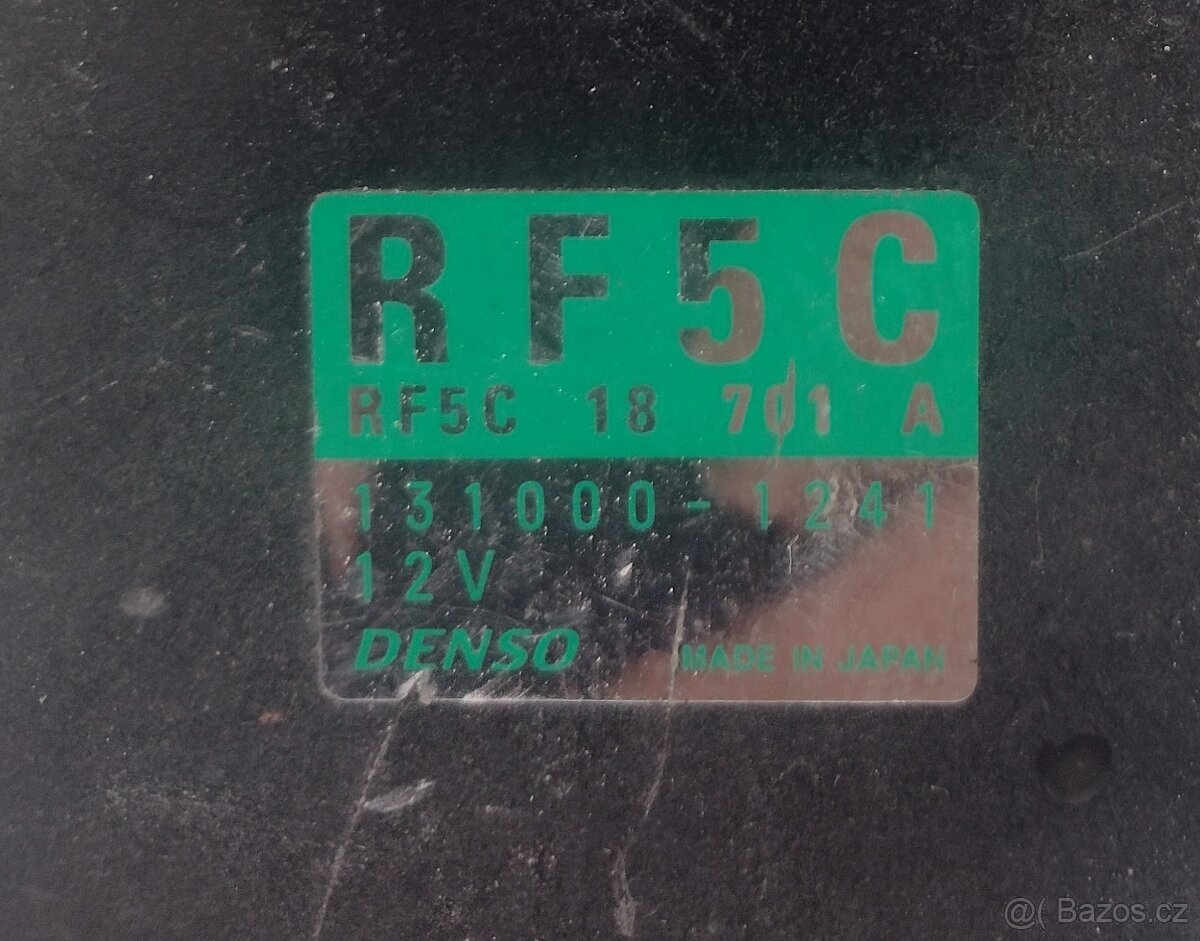 RF5C
RF5C 18 701 A
131000-1241
12V
DENSO MADE IN JAPAN
@( Bazos.cz